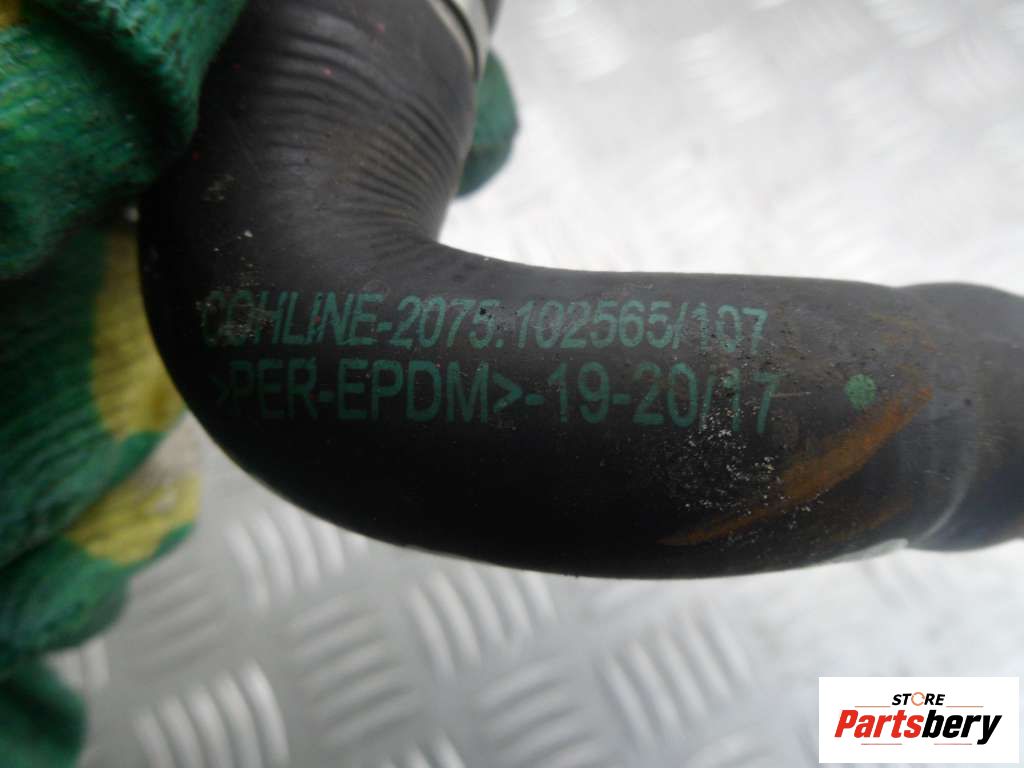 COHLINE-2075.102565/107
>PER-EPDM<-19-20/17
STORE
Partsbery